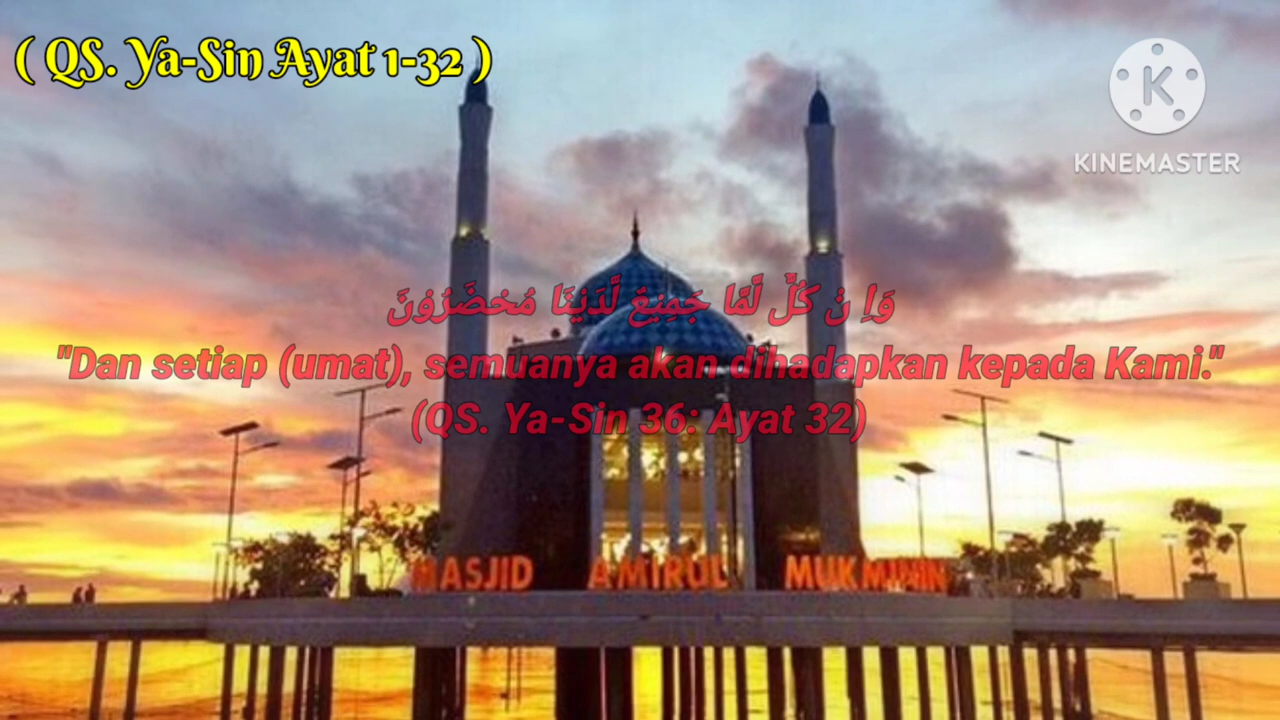 ( QS. Ya-Sin Ayat 1-32 )
K
KINEMASTER
وَاِ نْ كُلٌّ لَّمَّا جَمِيْعٌ لَّدَيْنَا مُحْضَرُوْنَ
"Dan setiap (umat), semuanya akan dihadapkan kepada Kami."
(QS. Ya-Sin 36: Ayat 32)
MASJID AMIRUL MUKMININ